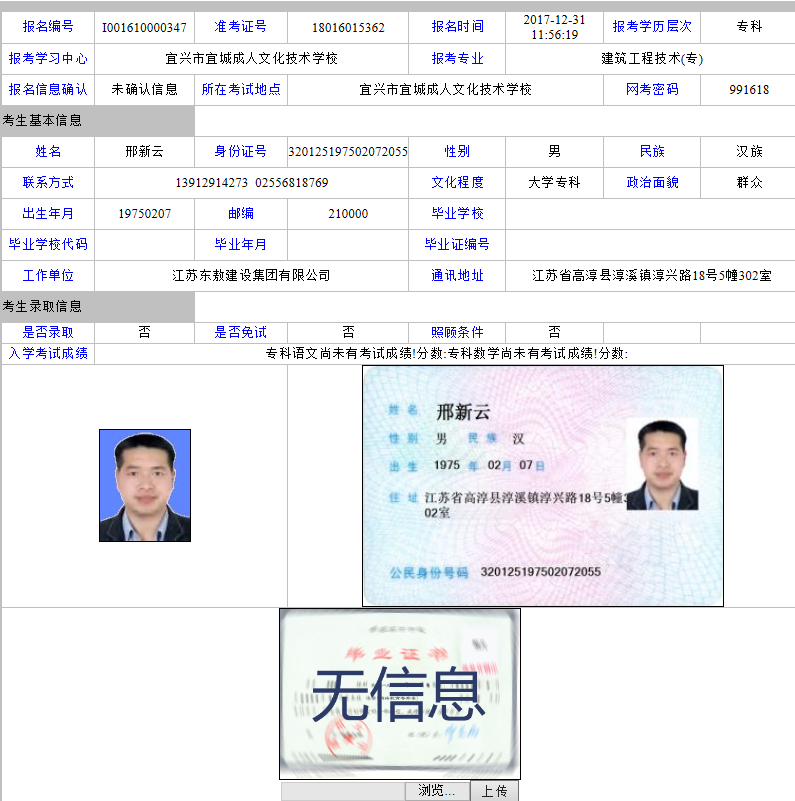 报名编号 I001610000347 准考证号 18016015362 报名时间 2017-12-31 11:56:19 报考学历层次 专科
报考学习中心 宜兴市宜城成人文化技术学校 报考专业 建筑工程技术(专)
报名信息确认 未确认信息 所在考试地点 宜兴市宜城成人文化技术学校 网考密码 991618
考生基本信息
姓名 邢新云 身份证号 320125197502072055 性别 男 民族 汉族
联系方式 13912914273 02556818769 文化程度 大学专科 政治面貌 群众
出生年月 19750207 邮编 210000 毕业学校
毕业学校代码 毕业年月 毕业证编号
工作单位 江苏东敖建设集团有限公司 通讯地址 江苏省高淳县淳溪镇淳兴路18号5幢302室
考生录取信息
是否录取 否 是否免试 否 照顾条件 否
入学考试成绩 专科语文尚未有考试成绩!分数:专科数学尚未有考试成绩!分数:
姓名 邢新云
性别 男 民族 汉
出生 1975 年 02月 07日
住址 江苏省高淳县淳溪镇淳兴路18号5幢3
02室
公民身份号码 320125197502072055
毕业证书
无信息
浏览... 上传